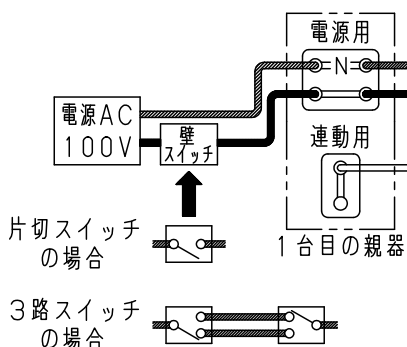 電源用
N
電源AC
100V
壁
スイッチ
連動用
片切スイッチ
の場合
1台目の親器
3路スイッチ
の場合